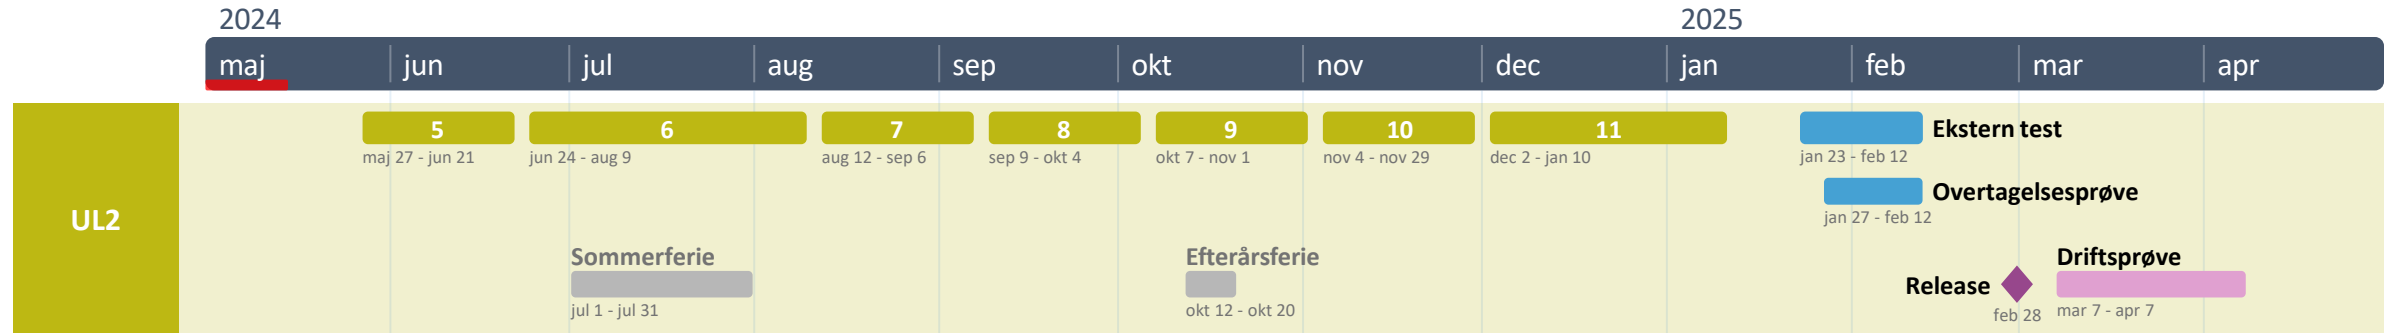 2024 2025
maj jun jul aug sep okt nov dec jan feb mar apr
UL2
5 6 7 8 9 10 11 Ekstern test
maj 27 - jun 21 jun 24 - aug 9 aug 12 - sep 6 sep 9 - okt 4 okt 7 - nov 1 nov 4 - nov 29 dec 2 - jan 10 jan 23 - feb 12
Overtagelsesprøve
jan 27 - feb 12
Sommerferie Efterårsferie Driftsprøve
Release
jul 1 - jul 31 okt 12 - okt 20 feb 28 mar 7 - apr 7